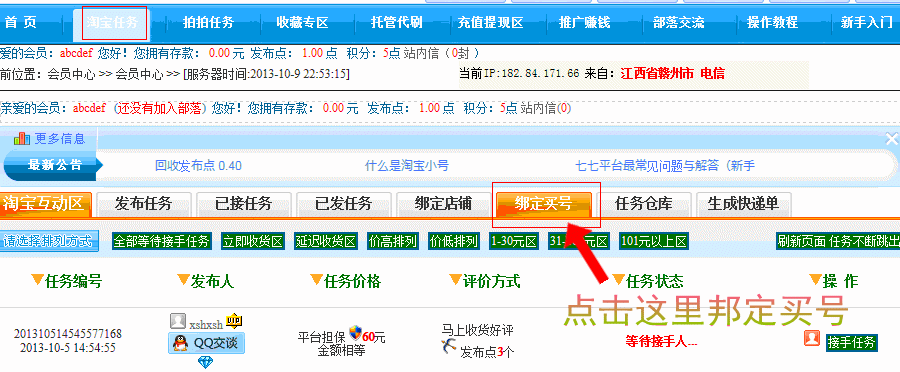 首 页 淘宝任务 拍拍任务 收藏专区 托管代刷 充值提现区 推广赚钱 部落交流 操作教程 新手入门
爱的会员：abcdef 您好！您拥有存款： 0.00 元 发布点： 1.00 点 积分： 5点 站内信（0封）
前位置：会员中心 >> 会员中心 >> [服务器时间:2013-10-9 22:53:15] 当前IP:182.84.171.66 来自：江西省赣州市 电信
亲爱的会员：abcdef （还没有加入部落）您好！您拥有存款： 0.00 元 发布点： 1.00 点 积分： 5点 站内信(0)
更多信息
最新公告 回收发布点 0.40 什么是淘宝小号 七七平台最常见问题与解答（新手
淘宝互动区 发布任务 已接任务 已发任务 绑定店铺 绑定买号 任务仓库 生成快递单
请选择排列方式 全部等待接手任务 立即收货区 延迟收货区 价高排列 价低排列 1-30元区 31- 元区 101元以上区 刷新页面 任务不断跳出
任务编号 发布人 任务价格 评价方式 任务状态 操 作
点击这里邦定买号
201310514545577168 xshxsh VIP 平台担保 60元 马上收货好评 等待接手人... 接手任务
2013-10-5 14:54:55 QQ交谈 金额相等 发布点3个